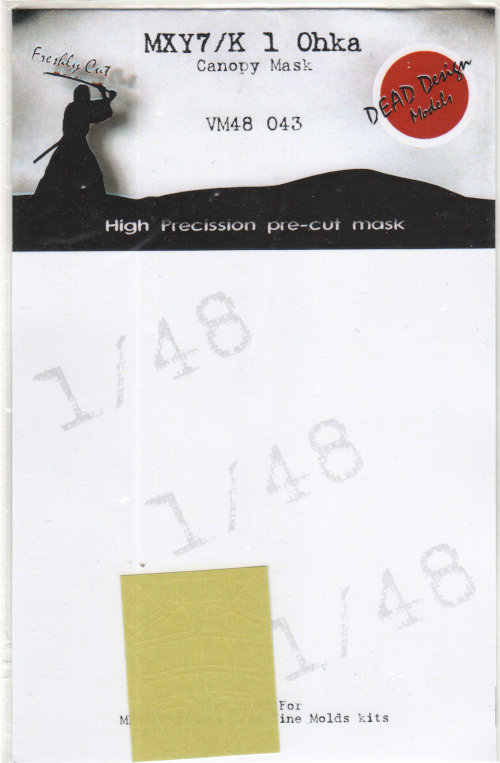 MXY7/K 1 Ohka
Canopy Mask
Freshly Cut
DEAD Design
Models
VM48 043
High Precission pre-cut mask
1/48
1/48
1/48
For
Molds kits